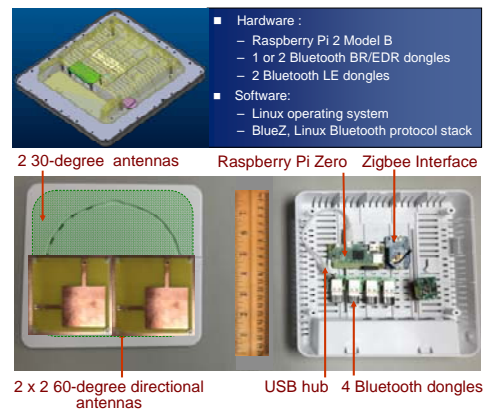 ■ Hardware :
– Raspberry Pi 2 Model B
– 1 or 2 Bluetooth BR/EDR dongles
– 2 Bluetooth LE dongles
■ Software:
– Linux operating system
– BlueZ, Linux Bluetooth protocol stack
2 30-degree antennas
Raspberry Pi Zero
Zigbee Interface
2 x 2 60-degree directional
antennas
USB hub
4 Bluetooth dongles